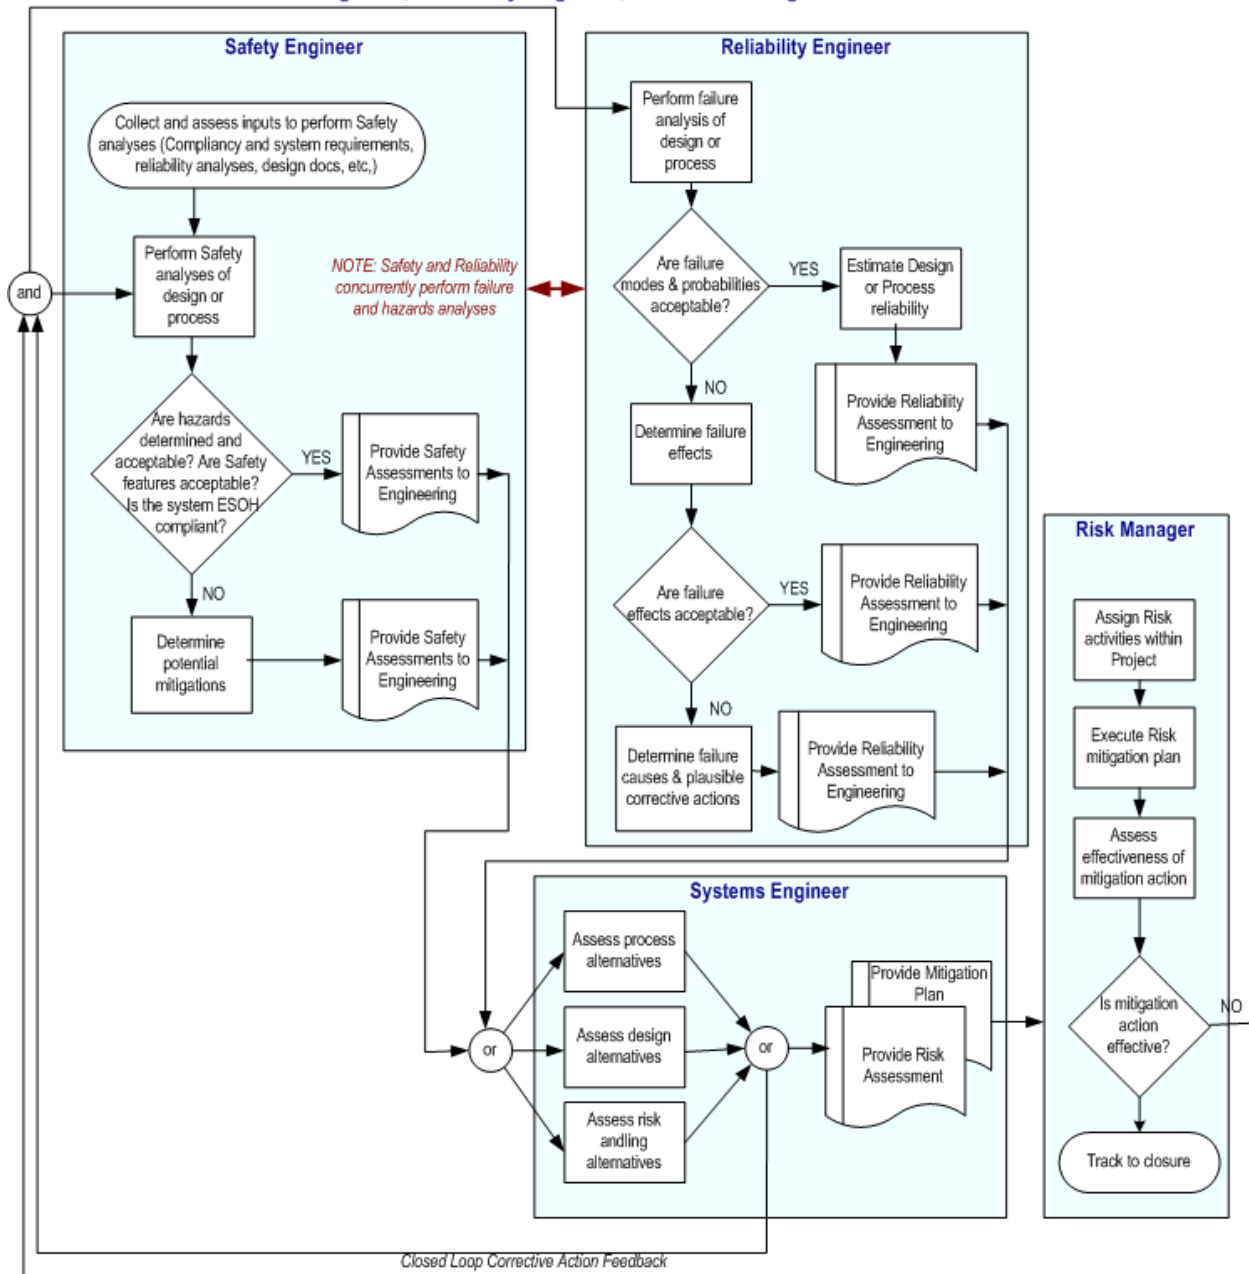 Safety Engineer
Collect and assess inputs to perform Safety
analyses (Compliancy and system requirements,
reliability analyses, design docs, etc,)
and
Perform Safety
analyses of
design or
process
NOTE: Safety and Reliability
concurrently perform failure
and hazards analyses
Are hazards
determined and
acceptable? Are Safety
features acceptable?
Is the system ESOH
compliant?
YES
Provide Safety
Assessments to
Engineering
NO
Determine
potential
mitigations
Provide Safety
Assessments to
Engineering
Reliability Engineer
Perform failure
analysis of
design or
process
Are failure
modes & probabilities
acceptable?
YES
Estimate Design
or Process
reliability
Provide Reliability
Assessment to
Engineering
NO
Determine failure
effects
Are failure
effects acceptable?
YES
Provide Reliability
Assessment to
Engineering
NO
Determine failure
causes & plausible
corrective actions
Provide Reliability
Assessment to
Engineering
Systems Engineer
or
Assess process
alternatives
Assess design
alternatives
Assess risk
andling
alternatives
or
Provide Mitigation
Plan
Provide Risk
Assessment
Risk Manager
Assign Risk
activities within
Project
Execute Risk
mitigation plan
Assess
effectiveness of
mitigation action
Is mitigation
action
effective?
NO
Track to closure
Closed Loop Corrective Action Feedback